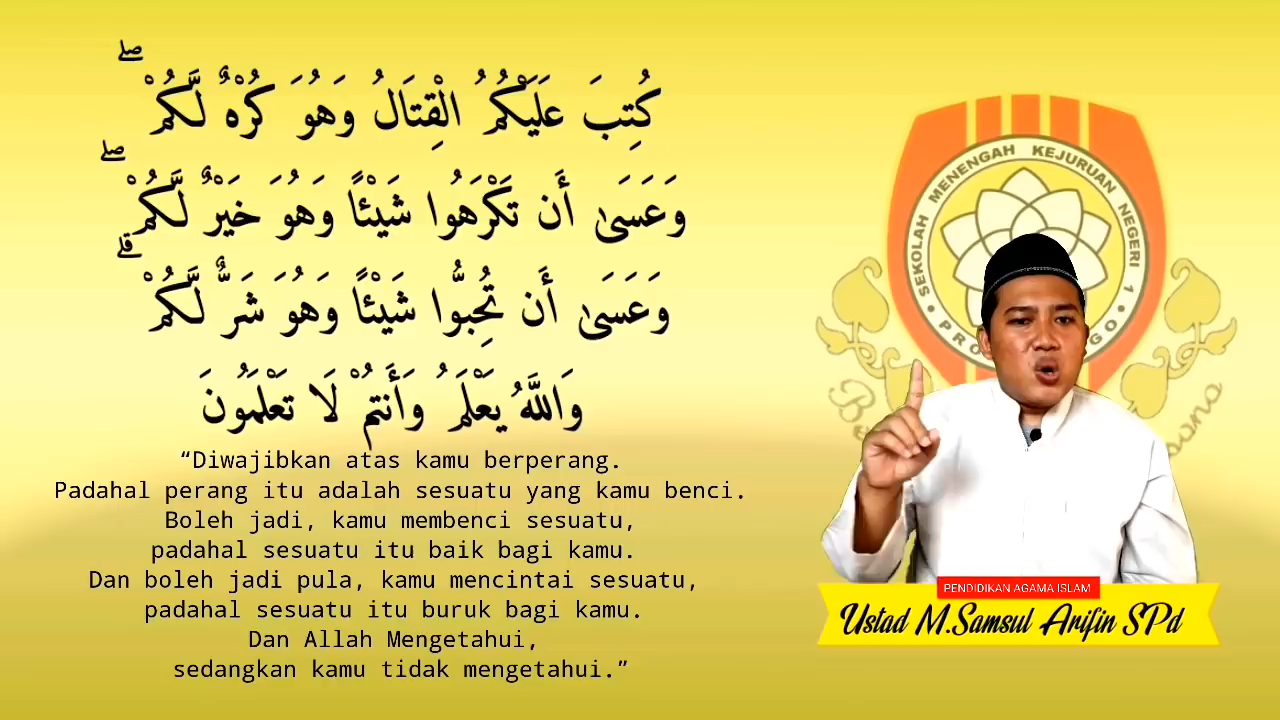 كُتِبَ عَلَيْكُمُ الْقِتَالُ وَهُوَ كُرْهٌ لَّكُمْ ۖ
وَعَسَىٰ أَن تَكْرَهُوا شَيْئًا وَهُوَ خَيْرٌ لَّكُمْ ۖ
وَعَسَىٰ أَن تُحِبُّوا شَيْئًا وَهُوَ شَرٌّ لَّكُمْ ۗ
وَاللَّهُ يَعْلَمُ وَأَنتُمْ لَا تَعْلَمُونَ
“Diwajibkan atas kamu berperang.
Padahal perang itu adalah sesuatu yang kamu benci.
Boleh jadi, kamu membenci sesuatu,
padahal sesuatu itu baik bagi kamu.
Dan boleh jadi pula, kamu mencintai sesuatu,
padahal sesuatu itu buruk bagi kamu.
Dan Allah Mengetahui,
sedangkan kamu tidak mengetahui.”
SEKOLAH MENENGAH KEJURUAN NEGERI 1
PENDIDIKAN AGAMA ISLAM
Ustad M.Samsul Arifin SPd